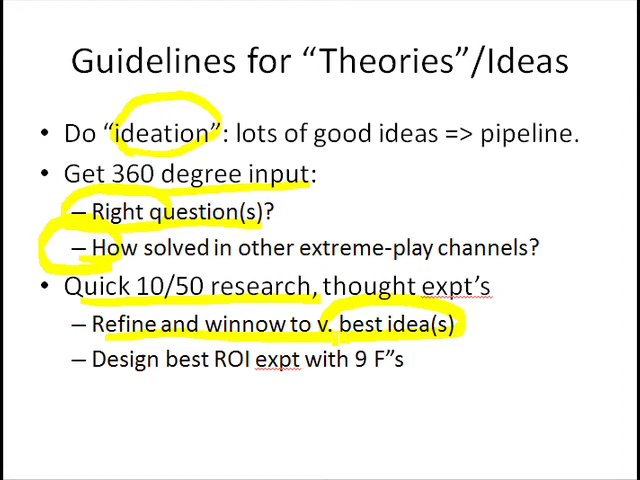 Guidelines for “Theories”/Ideas
• Do “ideation”: lots of good ideas => pipeline.
• Get 360 degree input:
– Right question(s)?
– How solved in other extreme-play channels?
• Quick 10/50 research, thought expt’s
– Refine and winnow to v. best idea(s)
– Design best ROI expt with 9 F”s